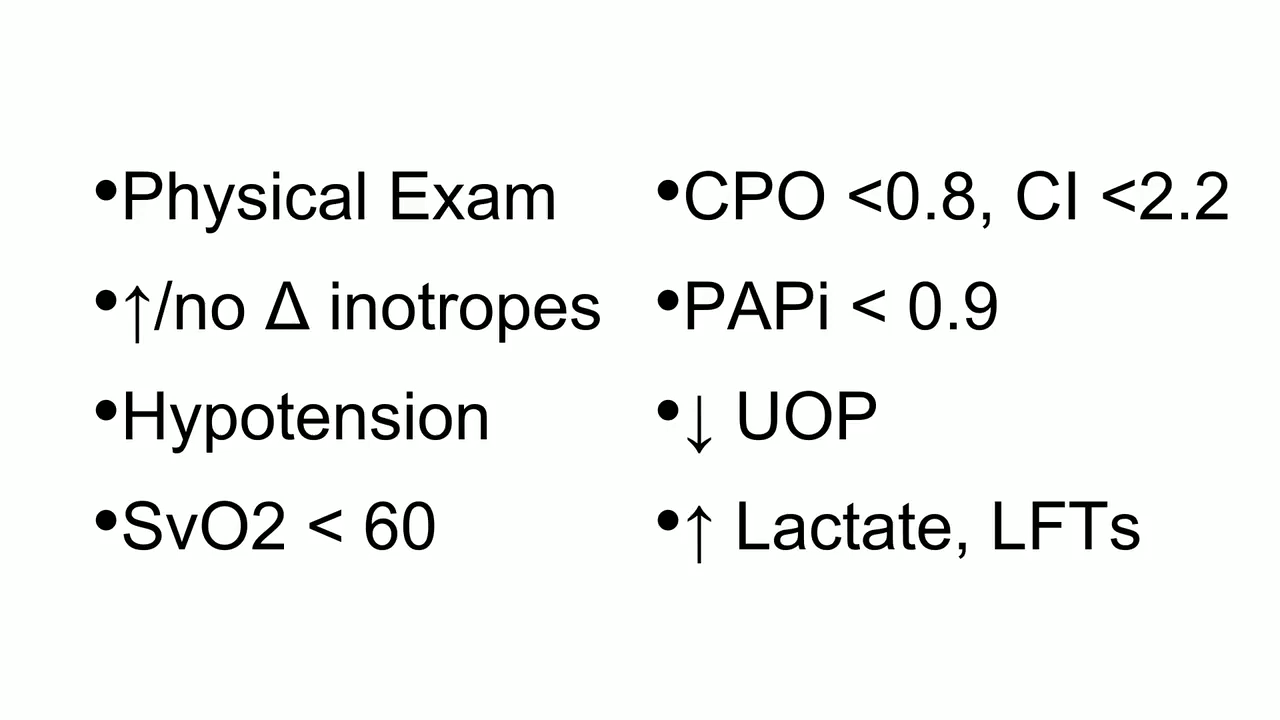 •Physical Exam
•↑/no Δ inotropes
•Hypotension
•SvO2 < 60
•CPO <0.8, CI <2.2
•PAPi < 0.9
•↓ UOP
•↑ Lactate, LFTs